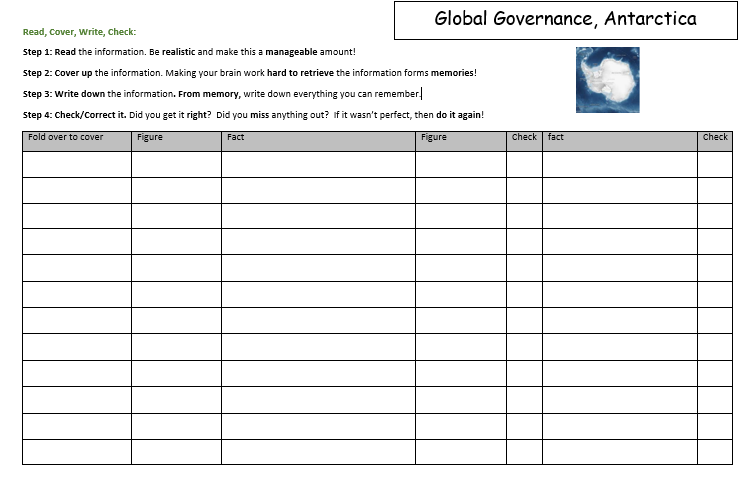 Global Governance, Antarctica
Read, Cover, Write, Check:
Step 1: Read the information. Be realistic and make this a manageable amount!
Step 2: Cover up the information. Making your brain work hard to retrieve the information forms memories!
Step 3: Write down the information. From memory, write down everything you can remember.
Step 4: Check/Correct it. Did you get it right? Did you miss anything out? If it wasn't perfect, then do it again!
Fold over to cover Figure Fact Figure Check fact Check